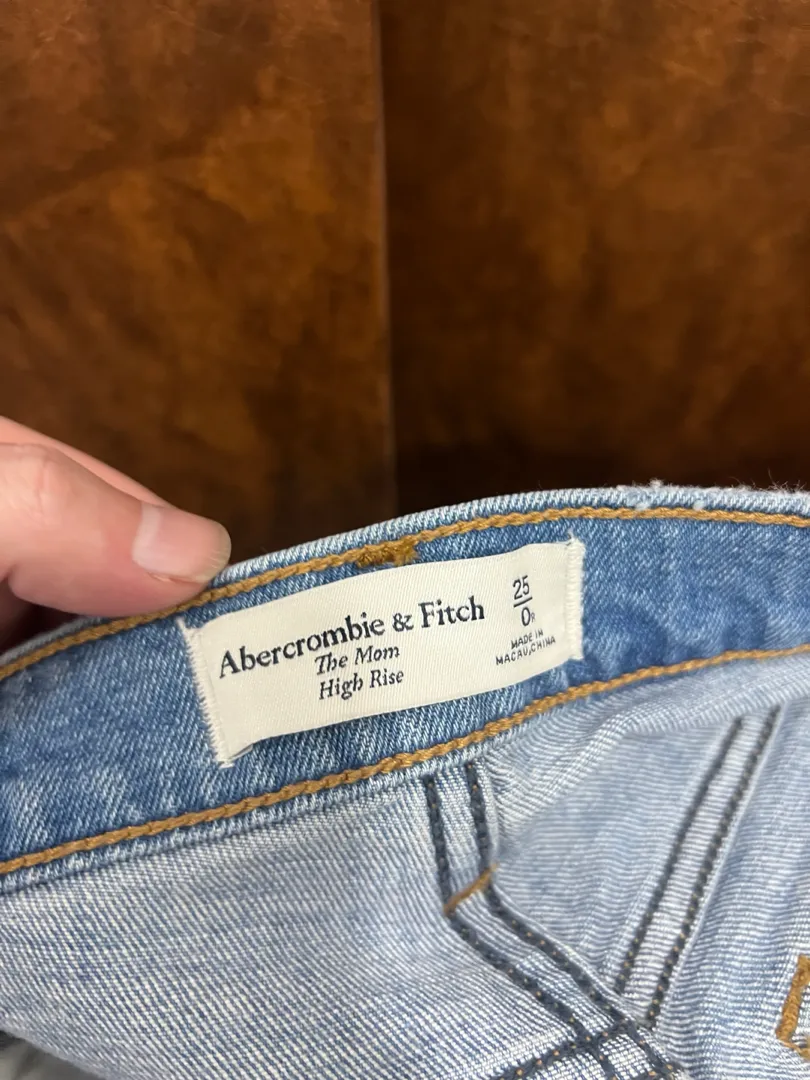 Abercrombie & Fitch
The Mom
High Rise
25
0R
MADE IN
MACAU, CHINA